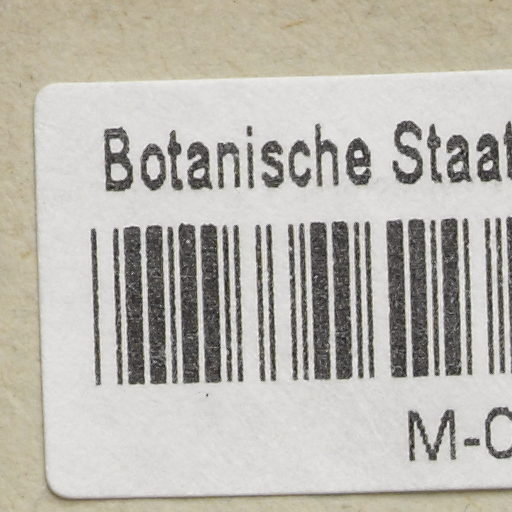 Botanische Staat
M-